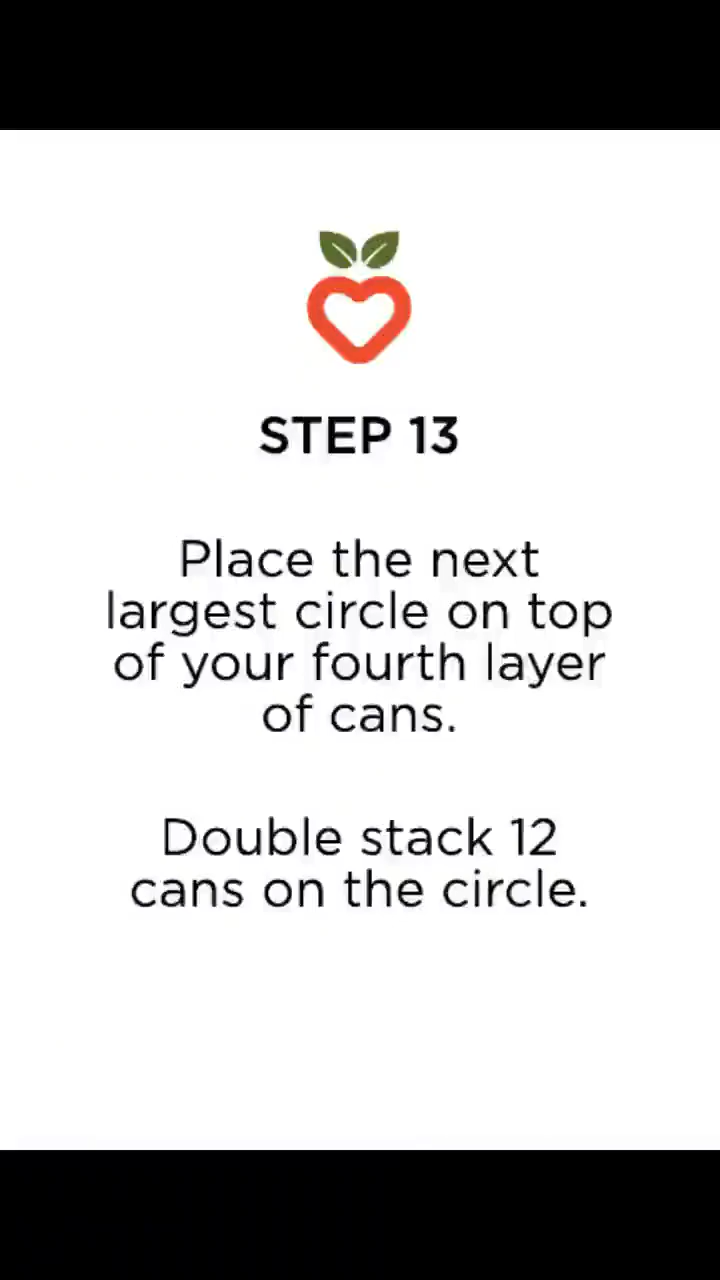 STEP 13
Place the next
largest circle on top
of your fourth layer
of cans.
Double stack 12
cans on the circle.